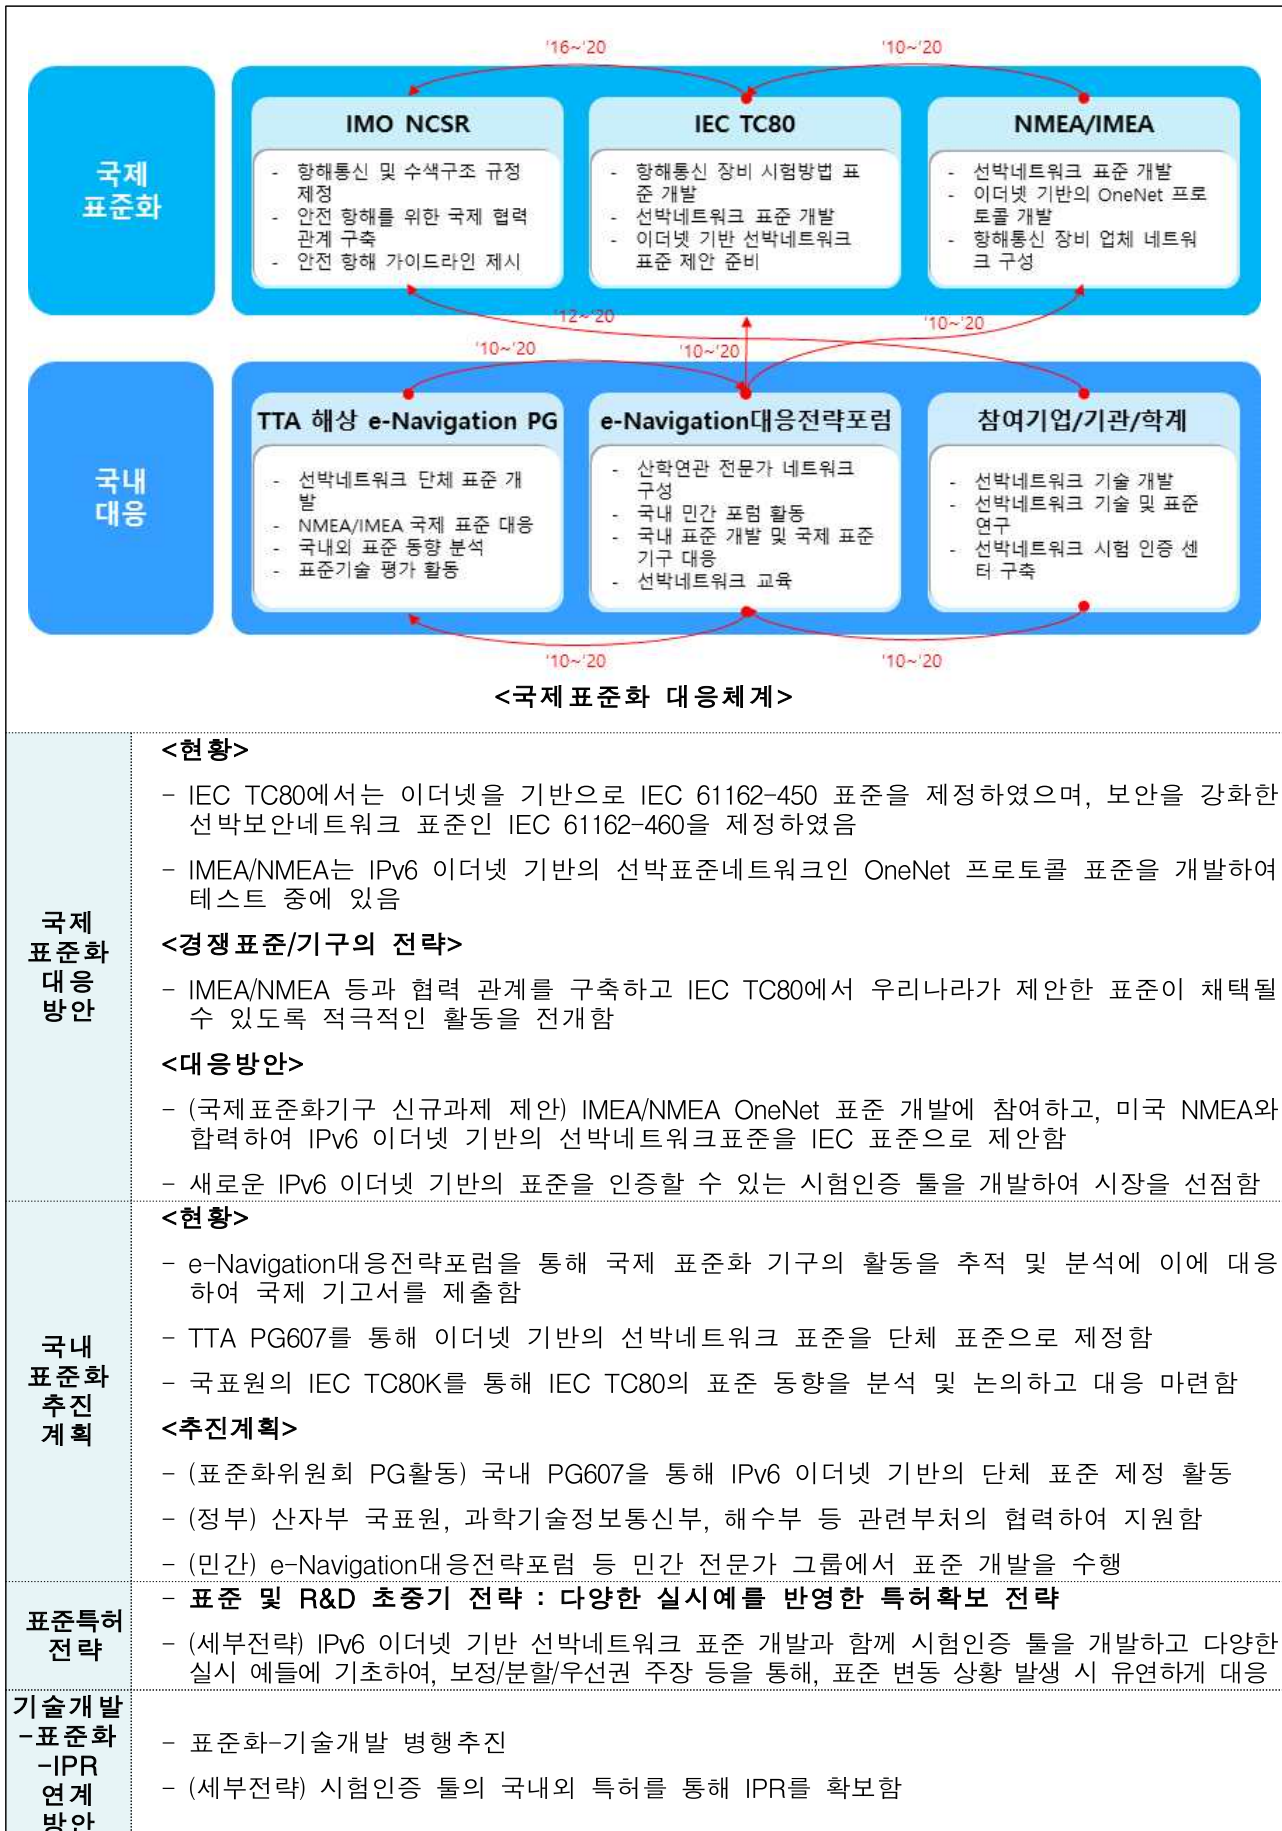 '16~'20
'10~'20
국제
표준화
IMO NCSR
- 항해통신 및 수색구조 규정
제정
- 안전 항해를 위한 국제 협력
관계 구축
- 안전 항해 가이드라인 제시
IEC TC80
- 항해통신 장비 시험방법 표
준 개발
- 선박네트워크 표준 개발
- 이더넷 기반 선박네트워크
표준 제안 준비
NMEA/IMEA
- 선박네트워크 표준 개발
- 이더넷 기반의 OneNet 프로
토콜 개발
- 항해통신 장비 업체 네트워
크 구성
'12~'20
'10~'20
'10~'20
'10~'20
국내
대응
TTA 해상 e-Navigation PG
- 선박네트워크 단체 표준 개
발
- NMEA/IMEA 국제 표준 대응
- 국내외 표준 동향 분석
- 표준기술 평가 활동
e-Navigation대응전략포럼
- 산학연관 전문가 네트워크
구성
- 국내 민간 포럼 활동
- 국내 표준 개발 및 국제 표준
기구 대응
- 선박네트워크 교육
참여기업/기관/학계
- 선박네트워크 기술 개발
- 선박네트워크 기술 및 표준
연구
- 선박네트워크 시험 인증 센
터 구축
'10~'20
'10~'20
<국제표준화 대응체계>
국제
표준화
대응
방안
<현황>
- IEC TC80에서는 이더넷을 기반으로 IEC 61162-450 표준을 제정하였으며, 보안을 강화한
선박보안네트워크 표준인 IEC 61162-460을 제정하였음
- IMEA/NMEA는 IPv6 이더넷 기반의 선박표준네트워크인 OneNet 프로토콜 표준을 개발하여
테스트 중에 있음
<경쟁표준/기구의 전략>
- IMEA/NMEA 등과 협력 관계를 구축하고 IEC TC80에서 우리나라가 제안한 표준이 채택될
수 있도록 적극적인 활동을 전개함
<대응방안>
- (국제표준화기구 신규과제 제안) IMEA/NMEA OneNet 표준 개발에 참여하고, 미국 NMEA와
합력하여 IPv6 이더넷 기반의 선박네트워크표준을 IEC 표준으로 제안함
- 새로운 IPv6 이더넷 기반의 표준을 인증할 수 있는 시험인증 툴을 개발하여 시장을 선점함
국내
표준화
추진
계획
<현황>
- e-Navigation대응전략포럼을 통해 국제 표준화 기구의 활동을 추적 및 분석에 이에 대응
하여 국제 기고서를 제출함
- TTA PG607를 통해 이더넷 기반의 선박네트워크 표준을 단체 표준으로 제정함
- 국표원의 IEC TC80K를 통해 IEC TC80의 표준 동향을 분석 및 논의하고 대응 마련함
<추진계획>
- (표준화위원회 PG활동) 국내 PG607을 통해 IPv6 이더넷 기반의 단체 표준 제정 활동
- (정부) 산자부 국표원, 과학기술정보통신부, 해수부 등 관련부처의 협력하여 지원함
- (민간) e-Navigation대응전략포럼 등 민간 전문가 그룹에서 표준 개발을 수행
표준특허
전략
- 표준 및 R&D 초중기 전략 : 다양한 실시예를 반영한 특허확보 전략
- (세부전략) IPv6 이더넷 기반 선박네트워크 표준 개발과 함께 시험인증 툴을 개발하고 다양한
실시 예들에 기초하여, 보정/분할/우선권 주장 등을 통해, 표준 변동 상황 발생 시 유연하게 대응
기술개발
-표준화
-IPR
연계
방안
- 표준화-기술개발 병행추진
- (세부전략) 시험인증 툴의 국내외 특허를 통해 IPR를 확보함